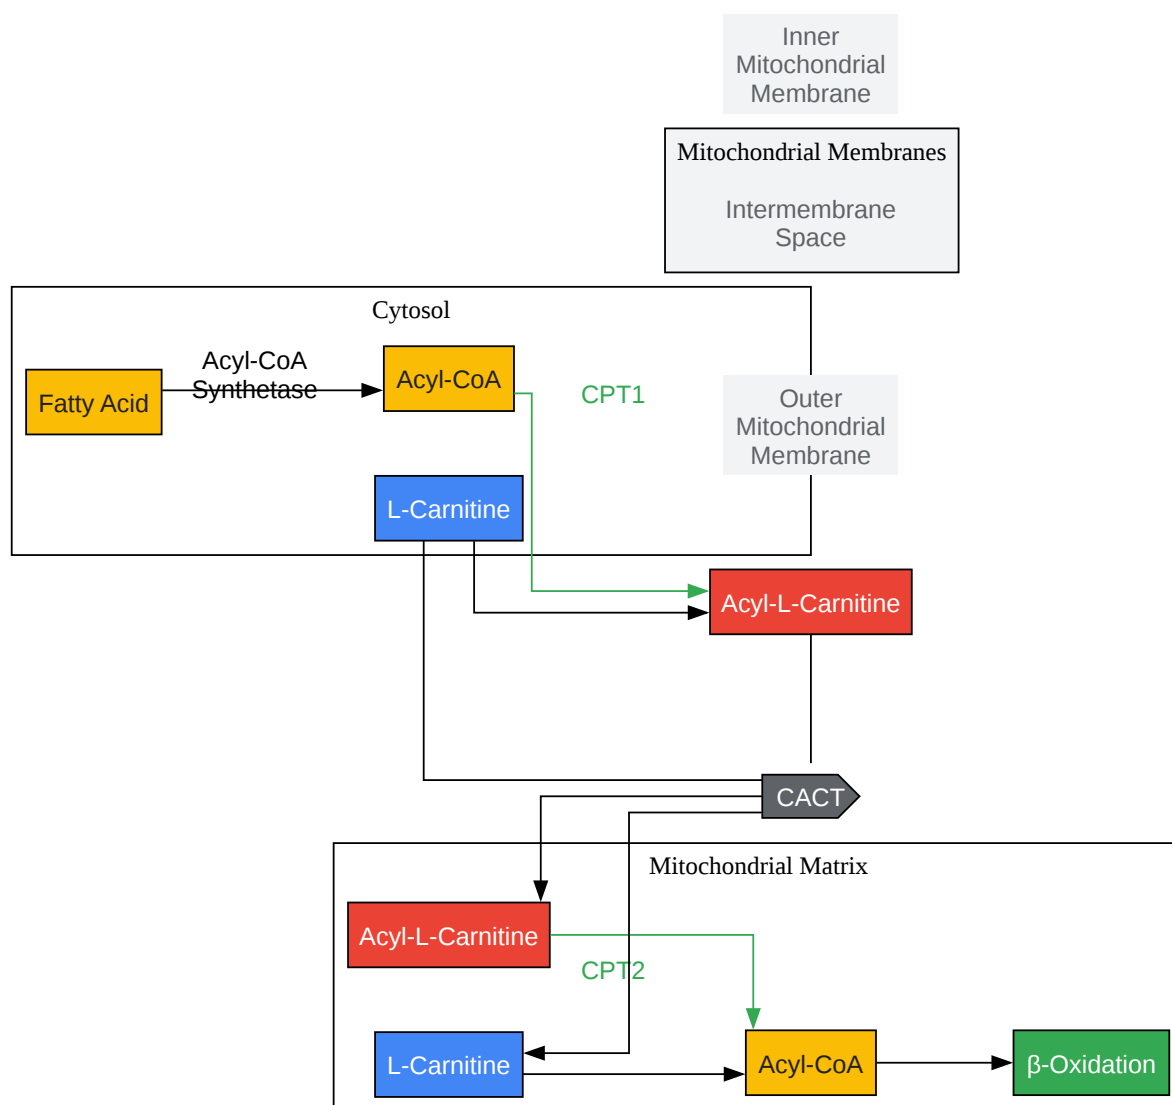 Inner
Mitochondrial
Membrane
Mitochondrial Membranes
Intermembrane
Space
Cytosol
Acyl-CoA
Synthetase
Fatty Acid
Acyl-CoA
CPT1
Outer
Mitochondrial
Membrane
L-Carnitine
Acyl-L-Carnitine
CACT
Mitochondrial Matrix
Acyl-L-Carnitine
CPT2
L-Carnitine
Acyl-CoA
β-Oxidation